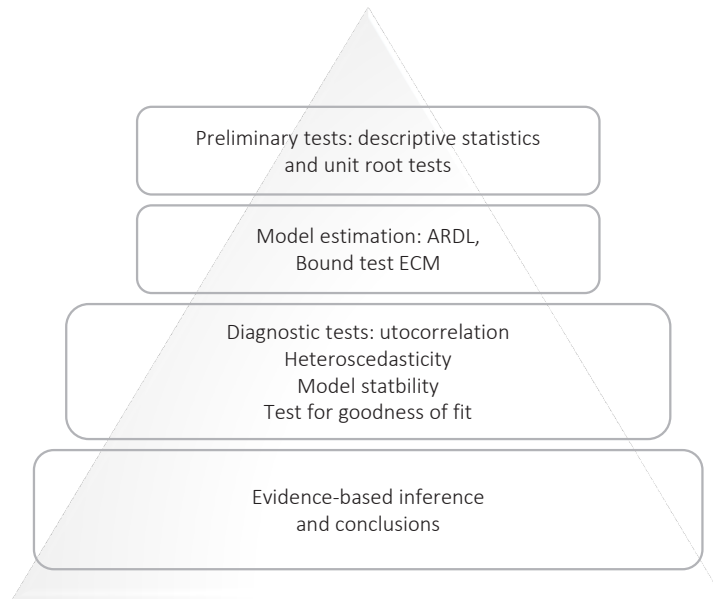 Preliminary tests: descriptive statistics
and unit root tests
Model estimation: ARDL,
Bound test ECM
Diagnostic tests: utocorrelation
Heteroscedasticity
Model statbility
Test for goodness of fit
Evidence-based inference
and conclusions